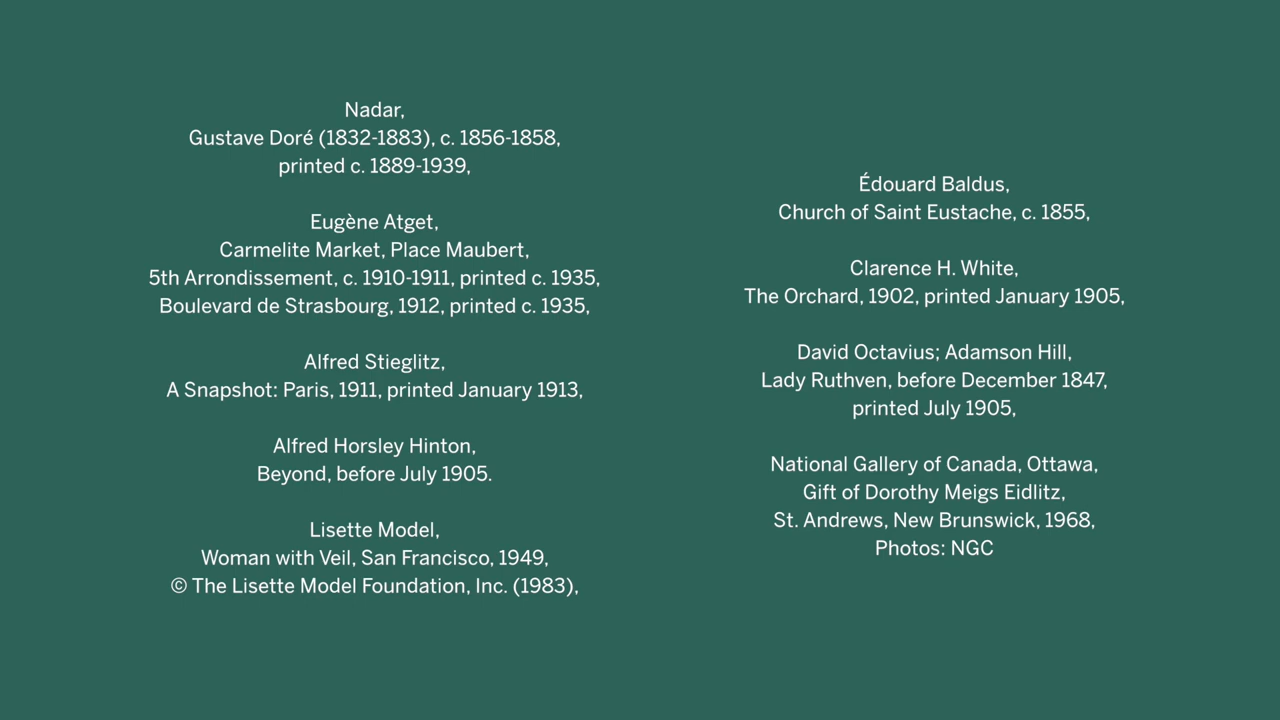 Nadar,
Gustave Doré (1832-1883), c. 1856-1858,
printed c. 1889-1939,
Eugène Atget,
Carmelite Market, Place Maubert,
5th Arrondissement, c. 1910-1911, printed c. 1935,
Boulevard de Strasbourg, 1912, printed c. 1935,
Alfred Stieglitz,
A Snapshot: Paris, 1911, printed January 1913,
Alfred Horsley Hinton,
Beyond, before July 1905.
Lisette Model,
Woman with Veil, San Francisco, 1949,
© The Lisette Model Foundation, Inc. (1983),
Édouard Baldus,
Church of Saint Eustache, c. 1855,
Clarence H. White,
The Orchard, 1902, printed January 1905,
David Octavius; Adamson Hill,
Lady Ruthven, before December 1847,
printed July 1905,
National Gallery of Canada, Ottawa,
Gift of Dorothy Meigs Eidlitz,
St. Andrews, New Brunswick, 1968,
Photos: NGC